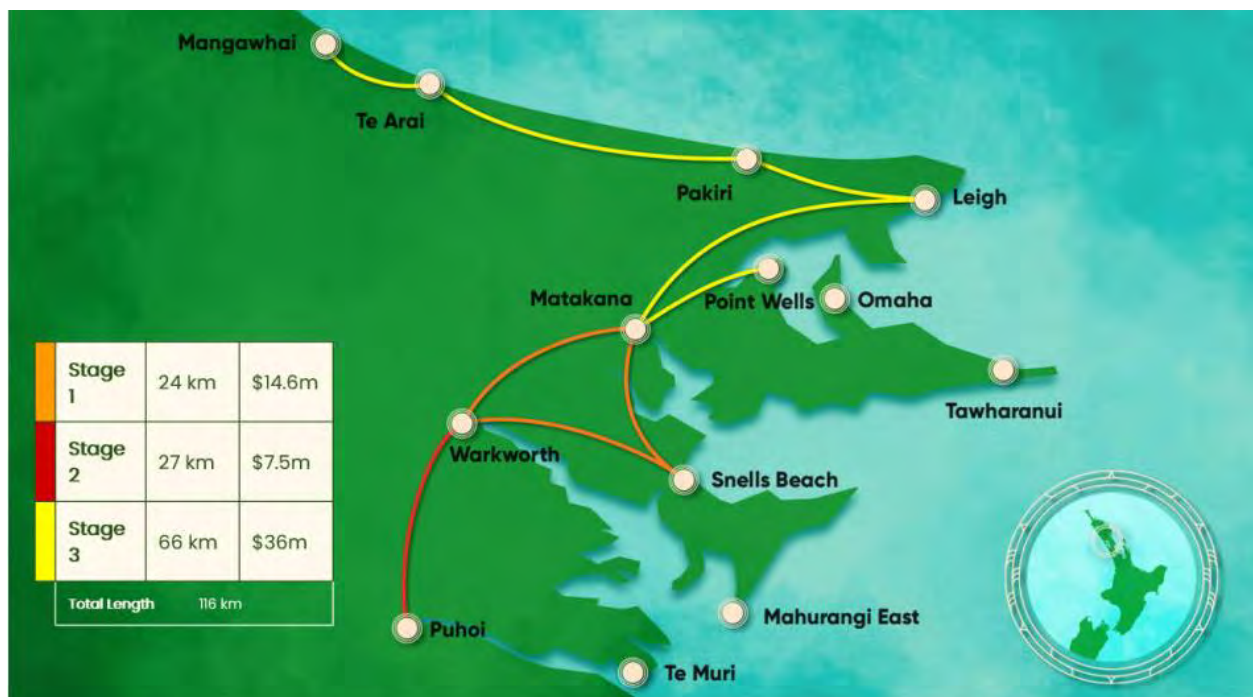 Mangawhai
Te Arai
Pakiri
Leigh
Matakana
Point Wells
Omaha
Tawharanui
Warkworth
Snells Beach
Mahurangi East
Puhoi
Te Muri
Stage
1
24 km
$14.6m
Stage
2
27 km
$7.5m
Stage
3
66 km
$36m
Total Length
116 km